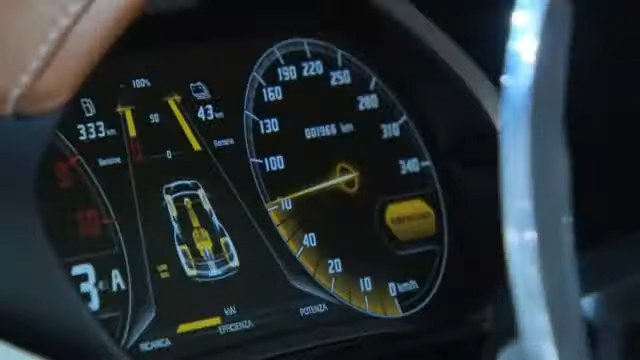 100%
333 km
50
43 km
Benzina
Benzina
0
190 220 250
160
280
130
001966 km
310
100
340
70
40
20
10
0 km/h
3 A
kW
EFFICIENZA
POTENZA
RICARICA